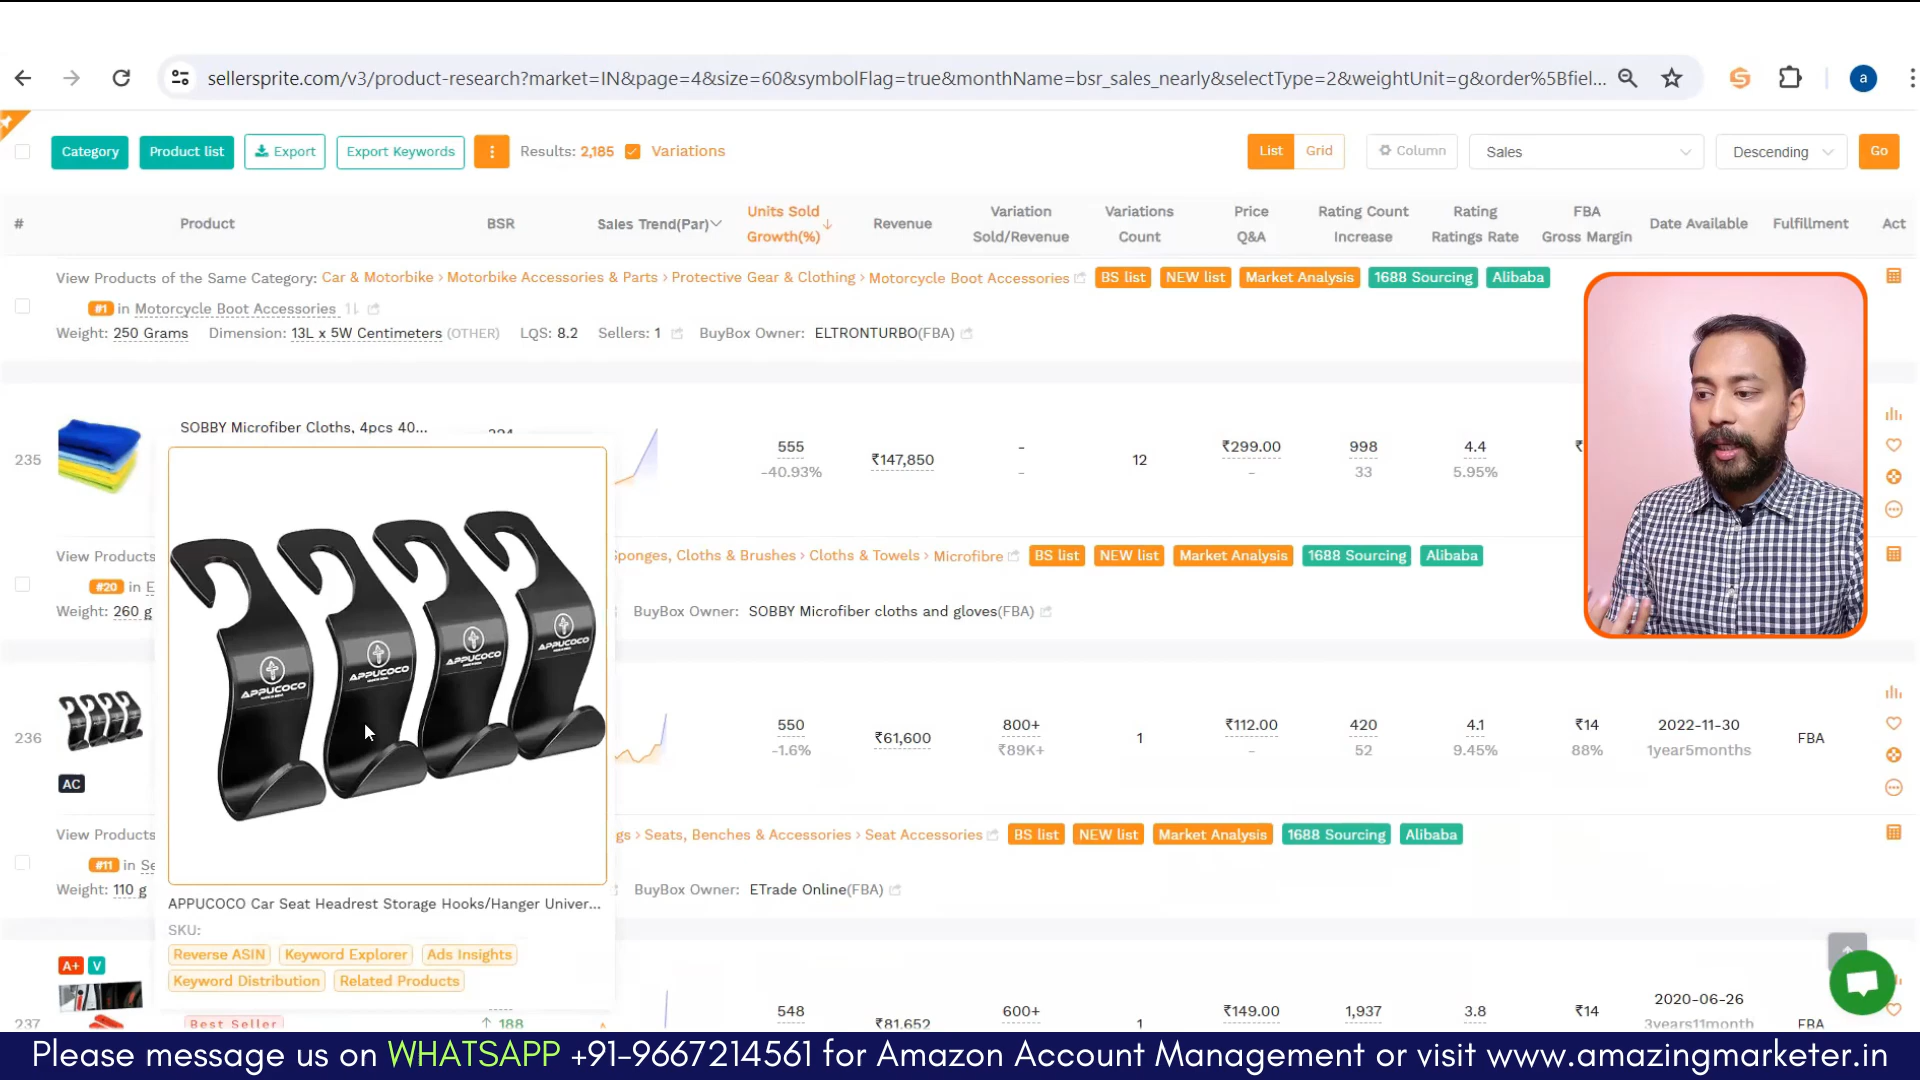 sellersprite.com/v3/product-research?market=IN&page=4&size=60&symbolFlag=true&monthName=bsr_sales_nearly&selectType=2&weightUnit=g&order%5Bfiel...
a
Category
Product list
Export
Export Keywords
Results: 2,185
Variations
List
Grid
Column
Sales
Descending
Go
#
Product
BSR
Sales Trend(Par)
Units Sold
Growth(%)
Revenue
Variation
Sold/Revenue
Variations
Count
Price
Q&A
Rating Count
Increase
Rating
Ratings Rate
FBA
Gross Margin
Date Available
Fulfillment
Act
View Products of the Same Category: Car & Motorbike › Motorbike Accessories & Parts › Protective Gear & Clothing › Motorcycle Boot Accessories
BS list
NEW list
Market Analysis
1688 Sourcing
Alibaba
#1 in Motorcycle Boot Accessories
Weight: 250 Grams
Dimension: 13L x 5W Centimeters (OTHER)
LQS: 8.2
Sellers: 1
BuyBox Owner: ELTRONTURBO(FBA)
235
SOBBY Microfiber Cloths, 4pcs 40...
555
-40.93%
₹147,850
-
-
12
₹299.00
-
998
33
4.4
5.95%
₹
View Products
Sponges, Cloths & Brushes › Cloths & Towels › Microfibre
BS list
NEW list
Market Analysis
1688 Sourcing
Alibaba
#20 in E
Weight: 260 g
BuyBox Owner: SOBBY Microfiber cloths and gloves(FBA)
236
AC
APPUCOCO
APPUCOCO
APPUCOCO
APPUCOCO
550
-1.6%
₹61,600
800+
₹89K+
1
₹112.00
-
420
52
4.1
9.45%
₹14
88%
2022-11-30
1year5months
FBA
View Products
gs › Seats, Benches & Accessories › Seat Accessories
BS list
NEW list
Market Analysis
1688 Sourcing
Alibaba
#11 in Se
Weight: 110 g
BuyBox Owner: ETrade Online(FBA)
APPUCOCO Car Seat Headrest Storage Hooks/Hanger Univer...
SKU:
Reverse ASIN
Keyword Explorer
Ads Insights
Keyword Distribution
Related Products
237
A+
V
Best Seller
188
548
₹81,652
600+
1
₹149.00
1,937
3.8
₹14
2020-06-26
3years11month
FBA
Please message us on WHATSAPP +91-9667214561 for Amazon Account Management or visit www.amazingmarketer.in